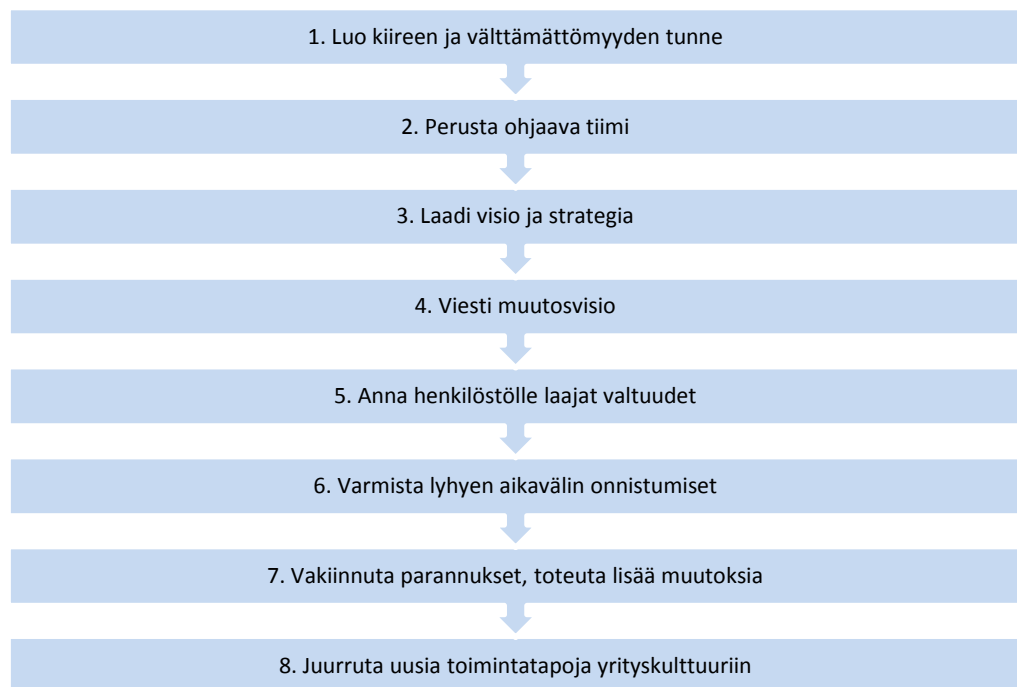 1. Luo kiireen ja välttämättömyyden tunne
2. Perusta ohjaava tiimi
3. Laadi visio ja strategia
4. Viesti muutosvisio
5. Anna henkilöstölle laajat valtuudet
6. Varmista lyhyen aikavälin onnistumiset
7. Vakiinnuta parannukset, toteuta lisää muutoksia
8. Juurruta uusia toimintatapoja yrityskulttuuriin